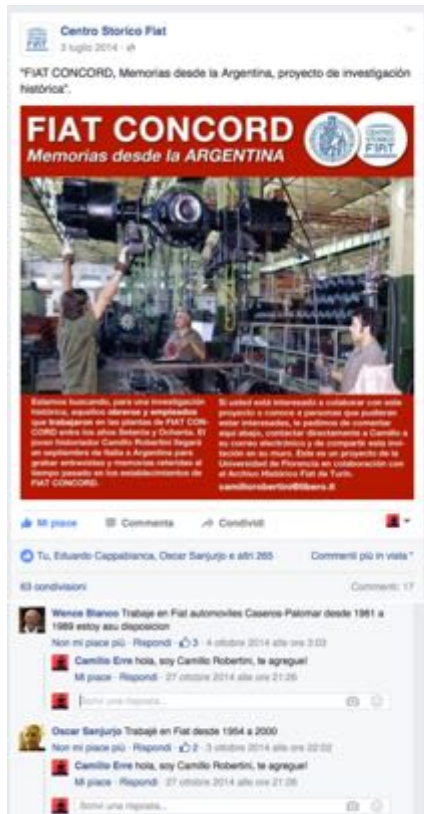 Centro Storico Fiat
3 luglio 2014
"FIAT CONCORD, Memorias desde la Argentina, proyecto de investigación
histórica".
FIAT CONCORD
Memorias desde la ARGENTINA
CENTRO
STORICO
FIAT
Estamos buscando, para una investigación
histórica, aquellos obreros y empleados
que trabajaron en las plantas de FIAT CON-
CORD entre los años Setenta y Ochenta. El
joven historiador Camillo Robertini llegará
en septiembre de Italia a Argentina para
grabar entrevistas y memorias referidas al
tiempo pasado en los establecimientos de
FIAT CONCORD.
Si usted está interesado a colaborar con este
proyecto o conoce a personas que pudieran
estar interesadas, le pedimos de comentar
aquí abajo, contactar directamente a Camillo a
su correo electrónico y de compartir esta invi-
tación en su muro. Este es un proyecto de la
Universidad de Florencia en colaboración con
el Archivo Histórico Fiat de Turín.
camillorobertini@libero.it
Mi piace Commenta Condividi
Tu, Eduardo Cappabianca, Oscar Sanjurjo e altri 265 Commenti più in vista
63 condivisioni Commenti: 17
Wence Blanco Trabaje en Fiat automoviles Caseros-Palomar desde 1981 a
1989 estoy asu disposicion
Non mi piace più · Rispondi · 3 · 4 ottobre 2014 alle ore 3:03
Camillo Erre hola, soy Camillo Robertini, te agregue!
Mi piace · Rispondi · 27 ottobre 2014 alle ore 21:26
Scrivi una risposta...
Oscar Sanjurjo Trabajé en Fiat desde 1954 a 2000
Non mi piace più · Rispondi · 2 · 3 ottobre 2014 alle ore 22:02
Camillo Erre hola, soy Camillo Robertini, te agregue!
Mi piace · Rispondi · 27 ottobre 2014 alle ore 21:26
Scrivi una risposta...